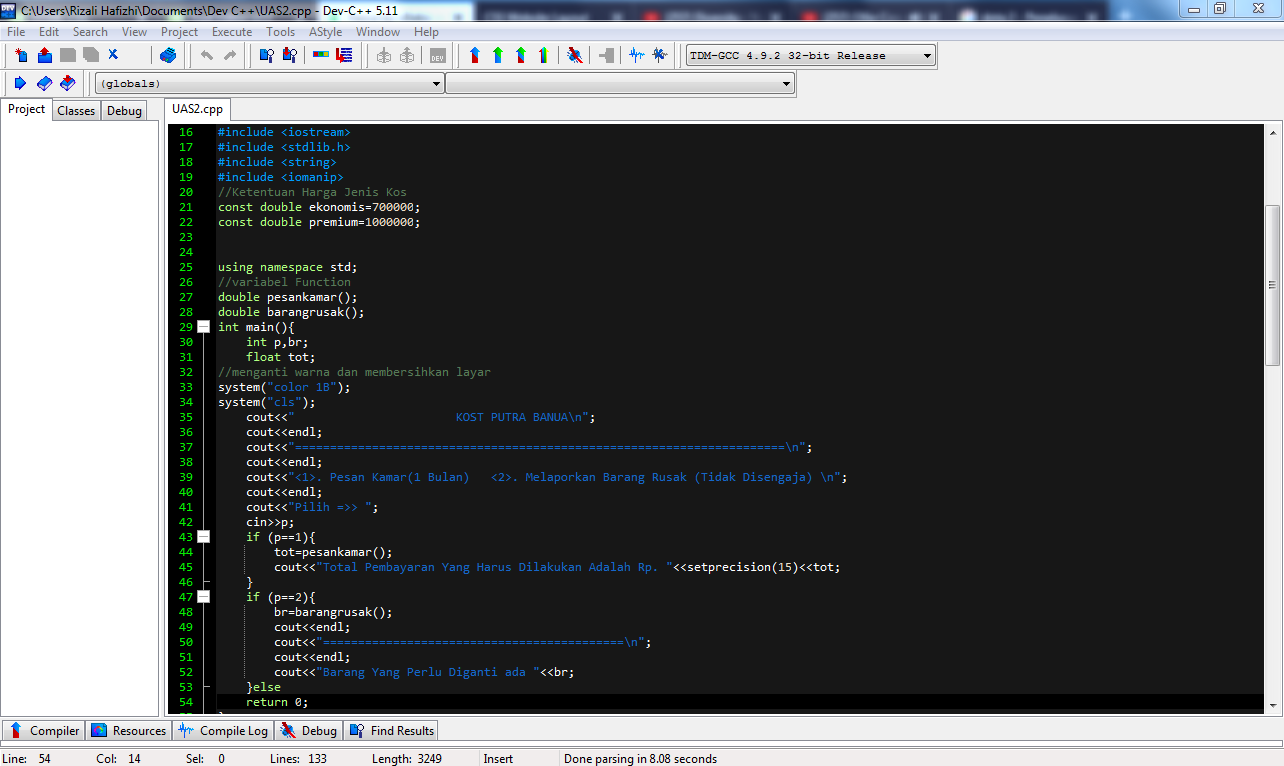 C:\Users\Rizali Hafizhi\Documents\Dev C++\UAS2.cpp - Dev-C++ 5.11
File Edit Search View Project Execute Tools AStyle Window Help
TDM-GCC 4.9.2 32-bit Release
(globals)
Project Classes Debug UAS2.cpp
16 #include <iostream>
17 #include <stdlib.h>
18 #include <string>
19 #include <iomanip>
20 //Ketentuan Harga Jenis Kos
21 const double ekonomis=700000;
22 const double premium=1000000;
23
24
25 using namespace std;
26 //variabel Function
27 double pesankamar();
28 double barangrusak();
29 int main(){
30 int p,br;
31 float tot;
32 //menganti warna dan membersihkan layar
33 system("color 1B");
34 system("cls");
35 cout<<"                       KOST PUTRA BANUA\n";
36 cout<<endl;
37 cout<<"======================================================================\n";
38 cout<<endl;
39 cout<<"<1>. Pesan Kamar(1 Bulan)   <2>. Melaporkan Barang Rusak (Tidak Disengaja) \n";
40 cout<<endl;
41 cout<<"Pilih =>> ";
42 cin>>p;
43 if (p==1){
44 tot=pesankamar();
45 cout<<"Total Pembayaran Yang Harus Dilakukan Adalah Rp. "<<setprecision(15)<<tot;
46 }
47 if (p==2){
48 br=barangrusak();
49 cout<<endl;
50 cout<<"===========================================\n";
51 cout<<endl;
52 cout<<"Barang Yang Perlu Diganti ada "<<br;
53 }else
54 return 0;
Compiler Resources Compile Log Debug Find Results
Line: 54 Col: 14 Sel: 0 Lines: 133 Length: 3249 Insert Done parsing in 8.08 seconds